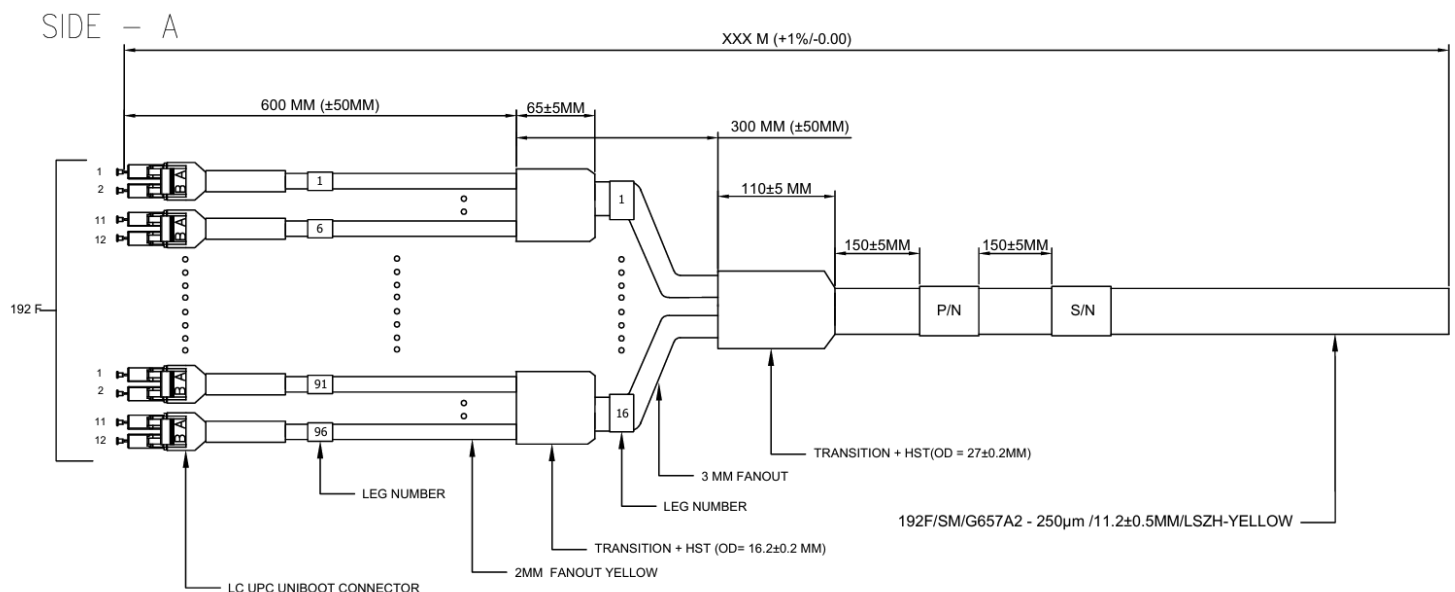 SIDE - A
XXX M (+1%/-0.00)
600 MM (±50MM)
65±5MM
300 MM (±50MM)
110±5 MM
150±5MM
150±5MM
1
2
11
12
B A
B A
1
6
1
192 F
P/N
S/N
1
2
11
12
B A
B A
91
96
16
TRANSITION + HST(OD = 27±0.2MM)
3 MM FANOUT
LEG NUMBER
LEG NUMBER
192F/SM/G657A2 - 250µm /11.2±0.5MM/LSZH-YELLOW
TRANSITION + HST (OD= 16.2±0.2 MM)
2MM FANOUT YELLOW
LC UPC UNIBOOT CONNECTOR